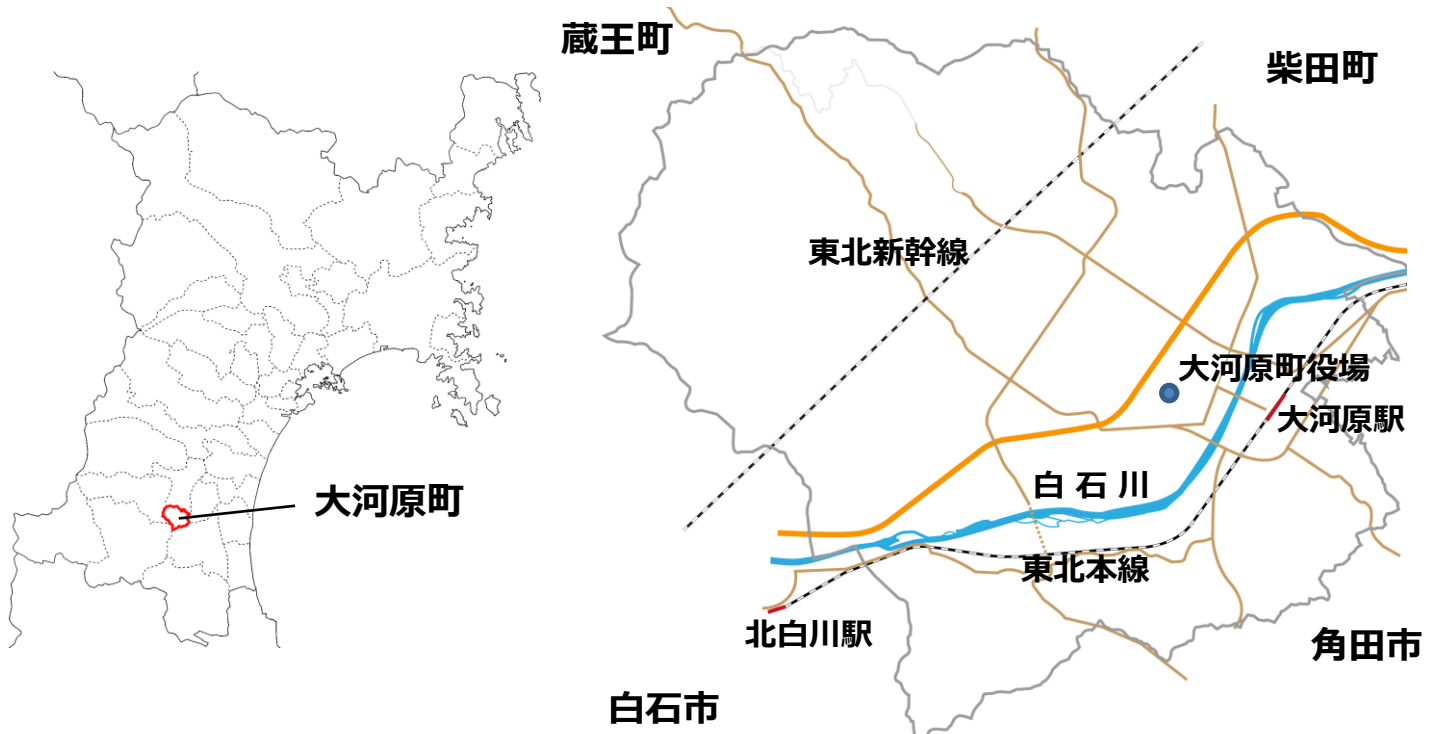 蔵王町
柴田町
東北新幹線
大河原町役場
大河原駅
大河原町
白石川
東北本線
北白川駅
角田市
白石市